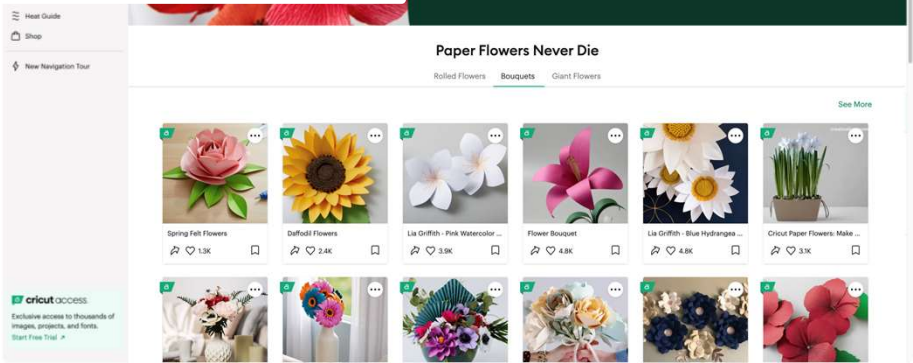 Heat Guide
Shop
New Navigation Tour
Paper Flowers Never Die
Rolled Flowers Bouquets Giant Flowers
See More
Spring Felt Flowers
Daffodil Flowers
Lia Griffith - Pink Watercolor ...
Flower Bouquet
Lia Griffith - Blue Hydrangea ...
Cricut Paper Flowers: Make ...
1.3K
2.4K
3.9K
4.8K
4.8K
3.1K
cricut access
Exclusive access to thousands of
images, projects, and fonts.
Start Free Trial ↗